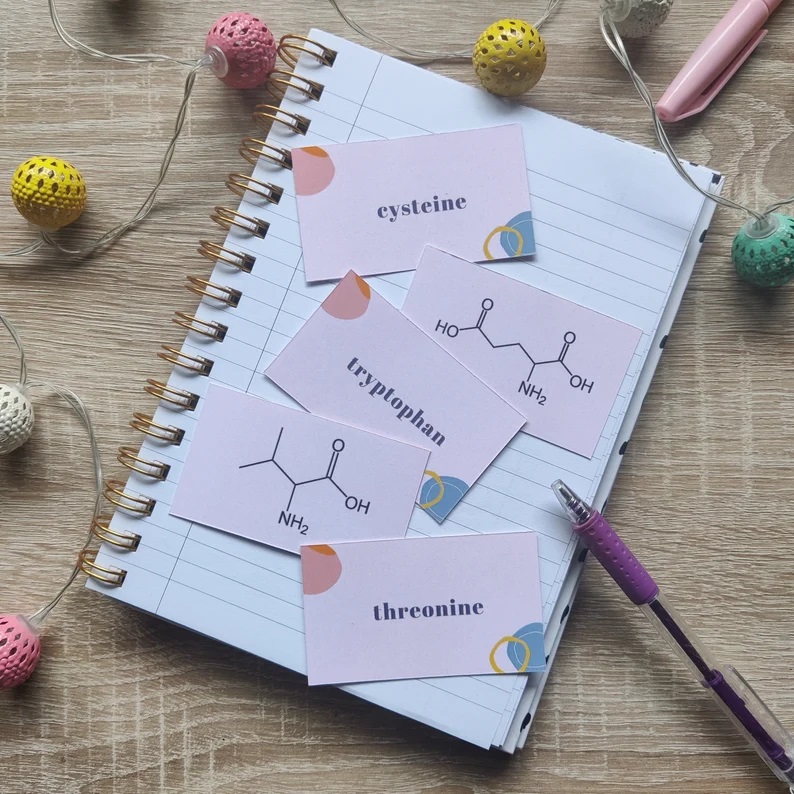 cysteine
O
O
HO
OH
NH₂
tryptophan
O
OH
NH₂
threonine